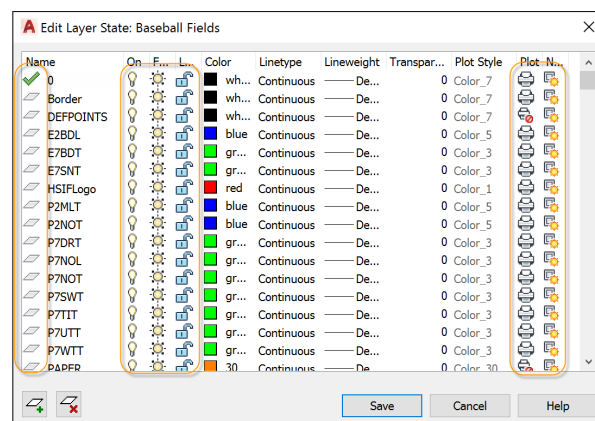 A Edit Layer State: Baseball Fields
Name On F... L... Color Linetype Lineweight Transpar... Plot Style Plot N...
0 wh... Continuous De... 0 Color_7
Border wh... Continuous De... 0 Color_7
DEFPOINTS wh... Continuous De... 0 Color_7
E2BDL blue Continuous De... 0 Color_5
E7BDT gr... Continuous De... 0 Color_3
E7SNT gr... Continuous De... 0 Color_3
HSIFLogo red Continuous De... 0 Color_1
P2MLT blue Continuous De... 0 Color_5
P2NOT blue Continuous De... 0 Color_5
P7DRT gr... Continuous De... 0 Color_3
P7NOL gr... Continuous De... 0 Color_3
P7NOT gr... Continuous De... 0 Color_3
P7SWT gr... Continuous De... 0 Color_3
P7TIT gr... Continuous De... 0 Color_3
P7UTT gr... Continuous De... 0 Color_3
P7WTT gr... Continuous De... 0 Color_3
PAPER 30 Continuous De... 0 Color_30
Save Cancel Help